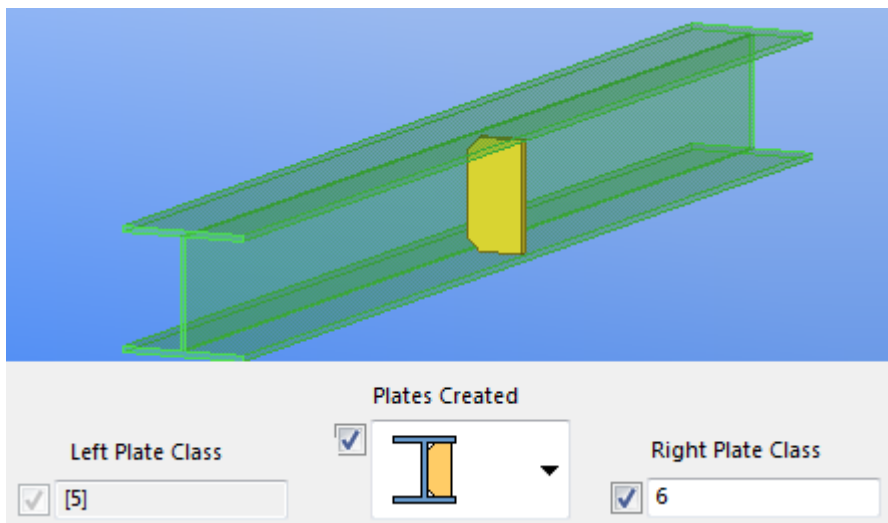 Plates Created
Left Plate Class
Right Plate Class
[5]
6